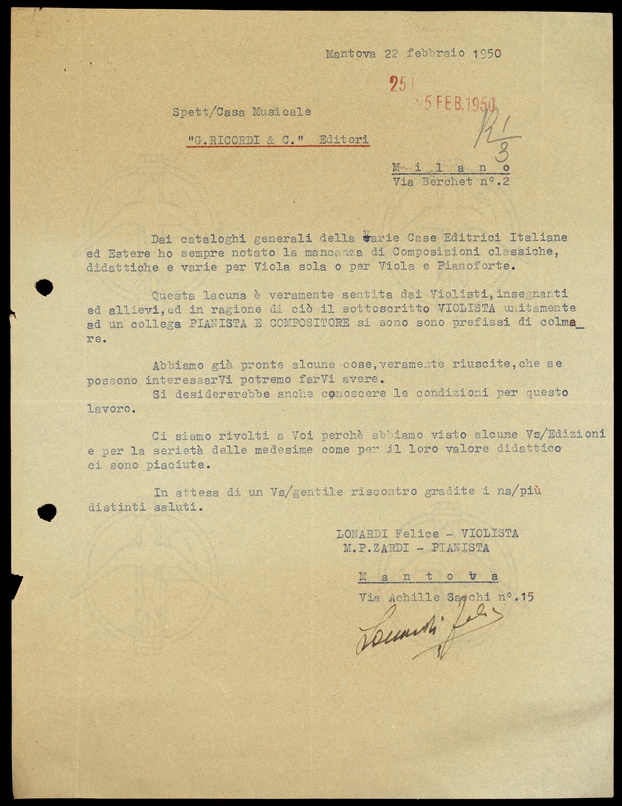 Mantova 22 febbraio 1950
25 FEB.1950
R 1/3
Spett/Casa Musicale
"G.RICORDI & C." Editori
M i l a n o
Via Berchet n°.2
Dai cataloghi generali della Varie Case Editrici Italiane
ed Estere ho sempre notato la mancanza di Composizioni classiche,
didattiche e varie per Viola sola o per Viola e Pianoforte.
Questa lacuna è veramente sentita dai Violisti,insegnanti
ed allievi,ed in ragione di ciò il sottoscritto VIOLISTA unitamente
ad un collega PIANISTA E COMPOSITORE si sono sono prefissi di colma_
re.
Abbiamo già pronte alcune cose,veramente riuscite,che se
possono interessarVi potremo farVi avere.
Si desidererebbe anche conoscere le condizioni per questo
lavoro.
Ci siamo rivolti a Voi perchè abbiamo visto alcune Vs/Edizioni
e per la serietà delle medesime come per il loro valore didattico
ci sono piaciute.
In attesa di un Vs/gentile riscontro gradite i ns/più
distinti saluti.
LONARDI Felice - VIOLISTA
M.P.ZARDI - PIANISTA
M a n t o v a
Via Achille Sacchi n°.15
Lonardi Felice